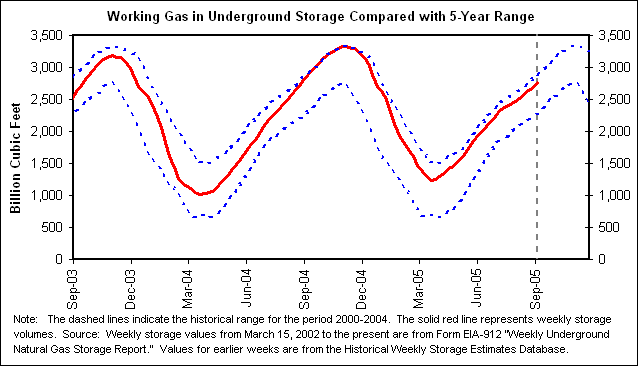 Working Gas in Underground Storage Compared with 5-Year Range
Billion Cubic Feet
3,500 3,500
3,000 3,000
2,500 2,500
2,000 2,000
1,500 1,500
1,000 1,000
500 500
0 0
Sep-03 Dec-03 Mar-04 Jun-04 Sep-04 Dec-04 Mar-05 Jun-05 Sep-05
Note: The dashed lines indicate the historical range for the period 2000-2004. The solid red line represents weekly storage
volumes. Source: Weekly storage values from March 15, 2002 to the present are from Form EIA-912 "Weekly Underground
Natural Gas Storage Report." Values for earlier weeks are from the Historical Weekly Storage Estimates Database.